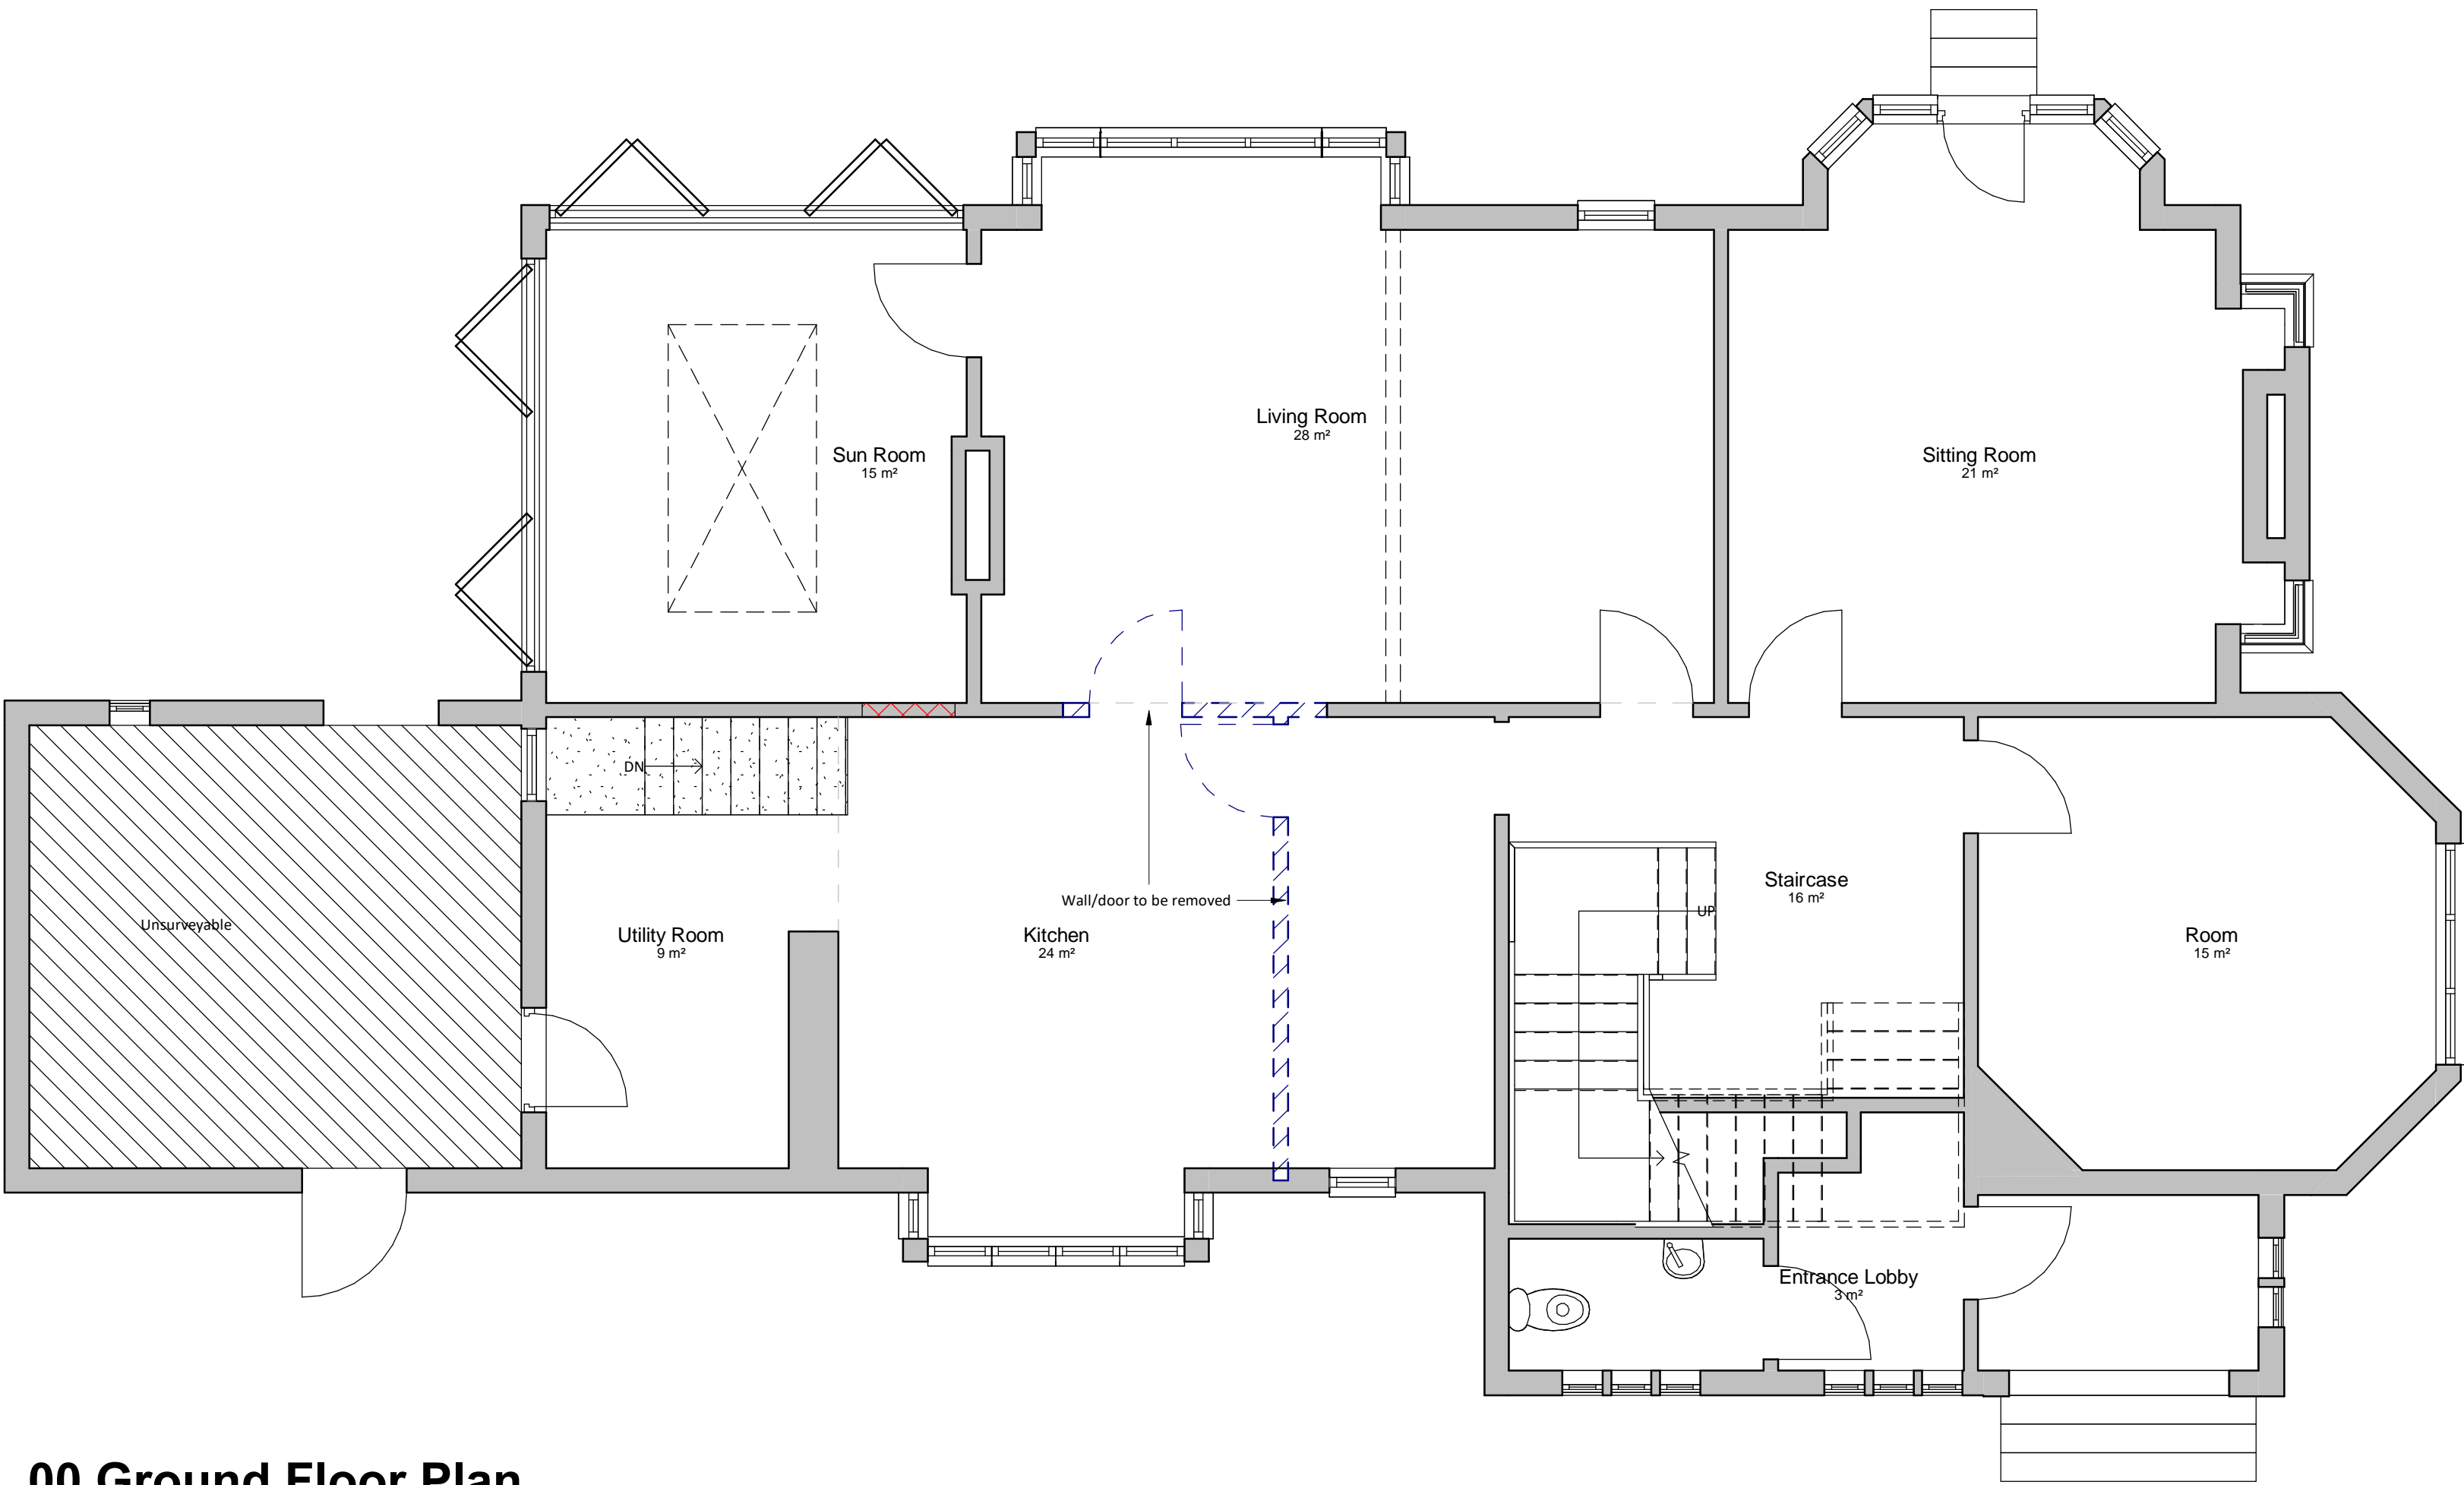 Living Room
28 m²
Sun Room
15 m²
Sitting Room
21 m²
DN
Wall/door to be removed
Staircase
16 m²
UP
Unsurveyable
Utility Room
9 m²
Kitchen
24 m²
Room
15 m²
Entrance Lobby
3 m²
00 Ground Floor Plan